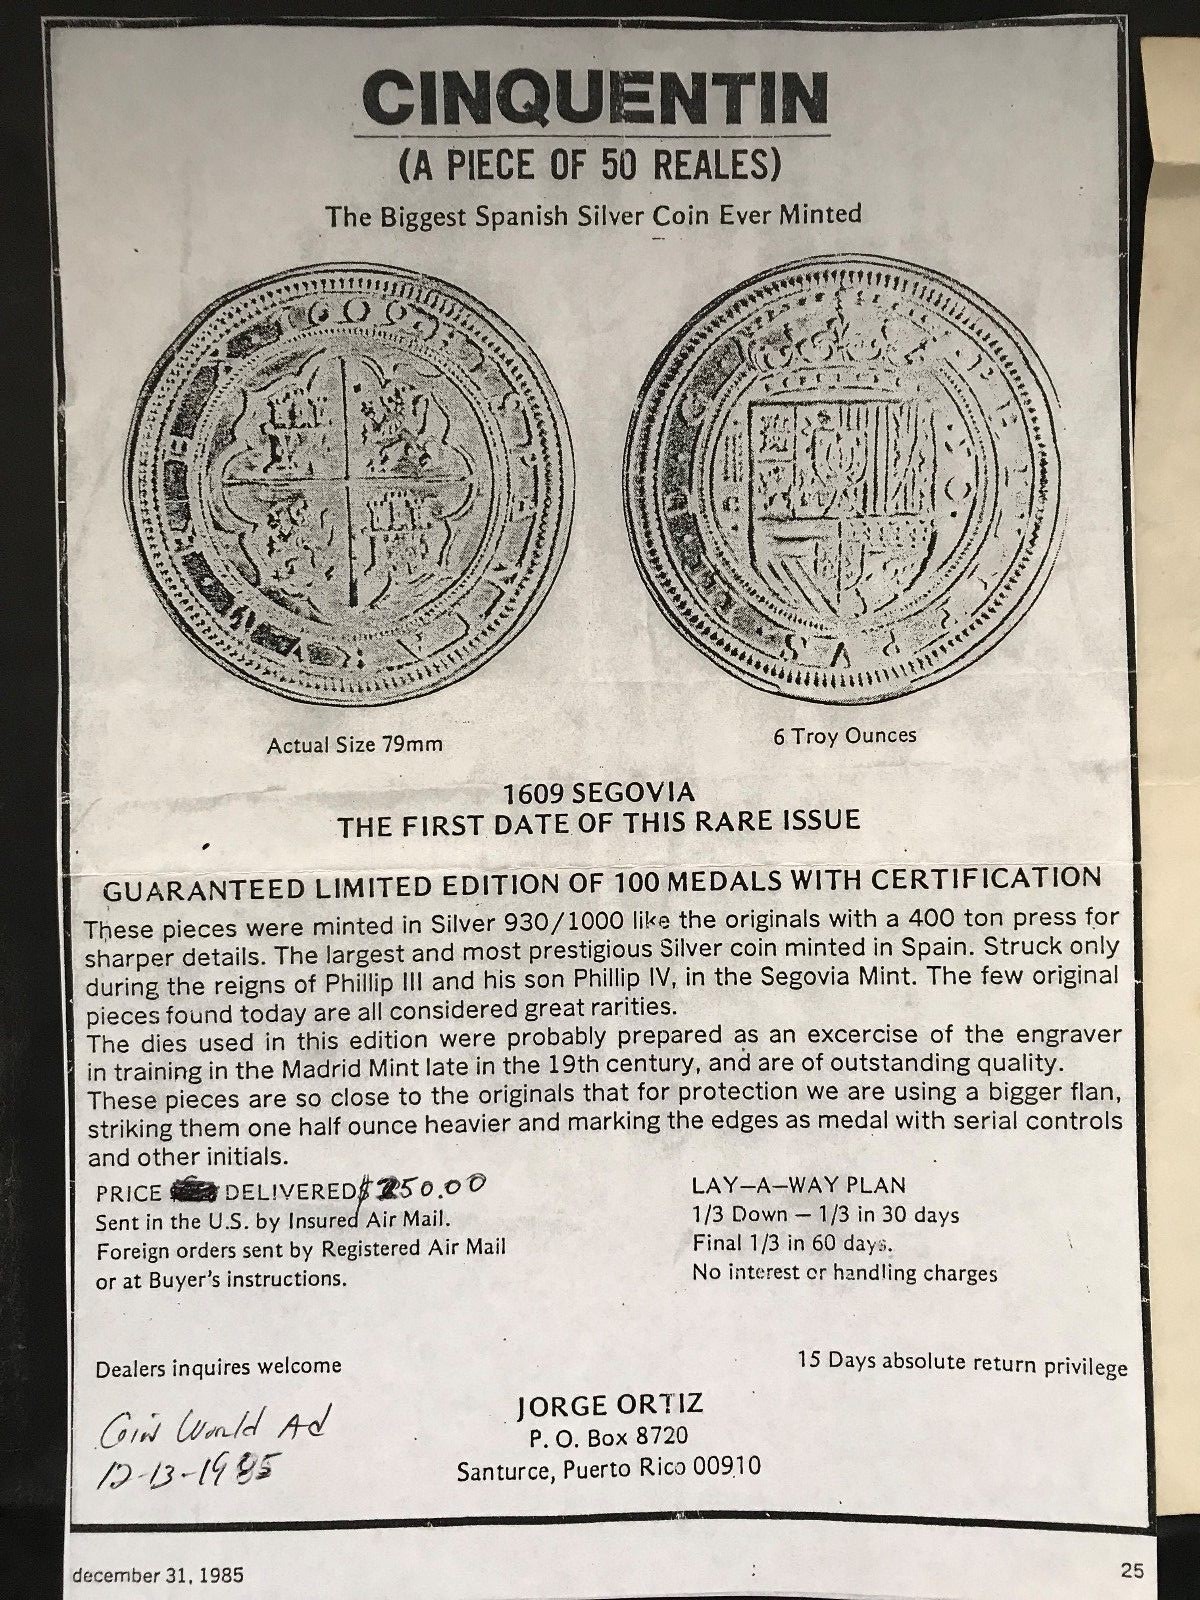 CINQUENTIN
(A PIECE OF 50 REALES)
The Biggest Spanish Silver Coin Ever Minted
1609
Actual Size 79mm
6 Troy Ounces
1609 SEGOVIA
THE FIRST DATE OF THIS RARE ISSUE
GUARANTEED LIMITED EDITION OF 100 MEDALS WITH CERTIFICATION
These pieces were minted in Silver 930/1000 like the originals with a 400 ton press for
sharper details. The largest and most prestigious Silver coin minted in Spain. Struck only
during the reigns of Phillip III and his son Phillip IV, in the Segovia Mint. The few original
pieces found today are all considered great rarities.
The dies used in this edition were probably prepared as an excercise of the engraver
in training in the Madrid Mint late in the 19th century, and are of outstanding quality.
These pieces are so close to the originals that for protection we are using a bigger flan,
striking them one half ounce heavier and marking the edges as medal with serial controls
and other initials.
PRICE DELIVERED $250.00
Sent in the U.S. by Insured Air Mail.
Foreign orders sent by Registered Air Mail
or at Buyer's instructions.
LAY—A—WAY PLAN
1/3 Down — 1/3 in 30 days
Final 1/3 in 60 days.
No interest or handling charges
Dealers inquires welcome
15 Days absolute return privilege
Coin World Ad
12-13-1985
JORGE ORTIZ
P. O. Box 8720
Santurce, Puerto Rico 00910
december 31, 1985
25